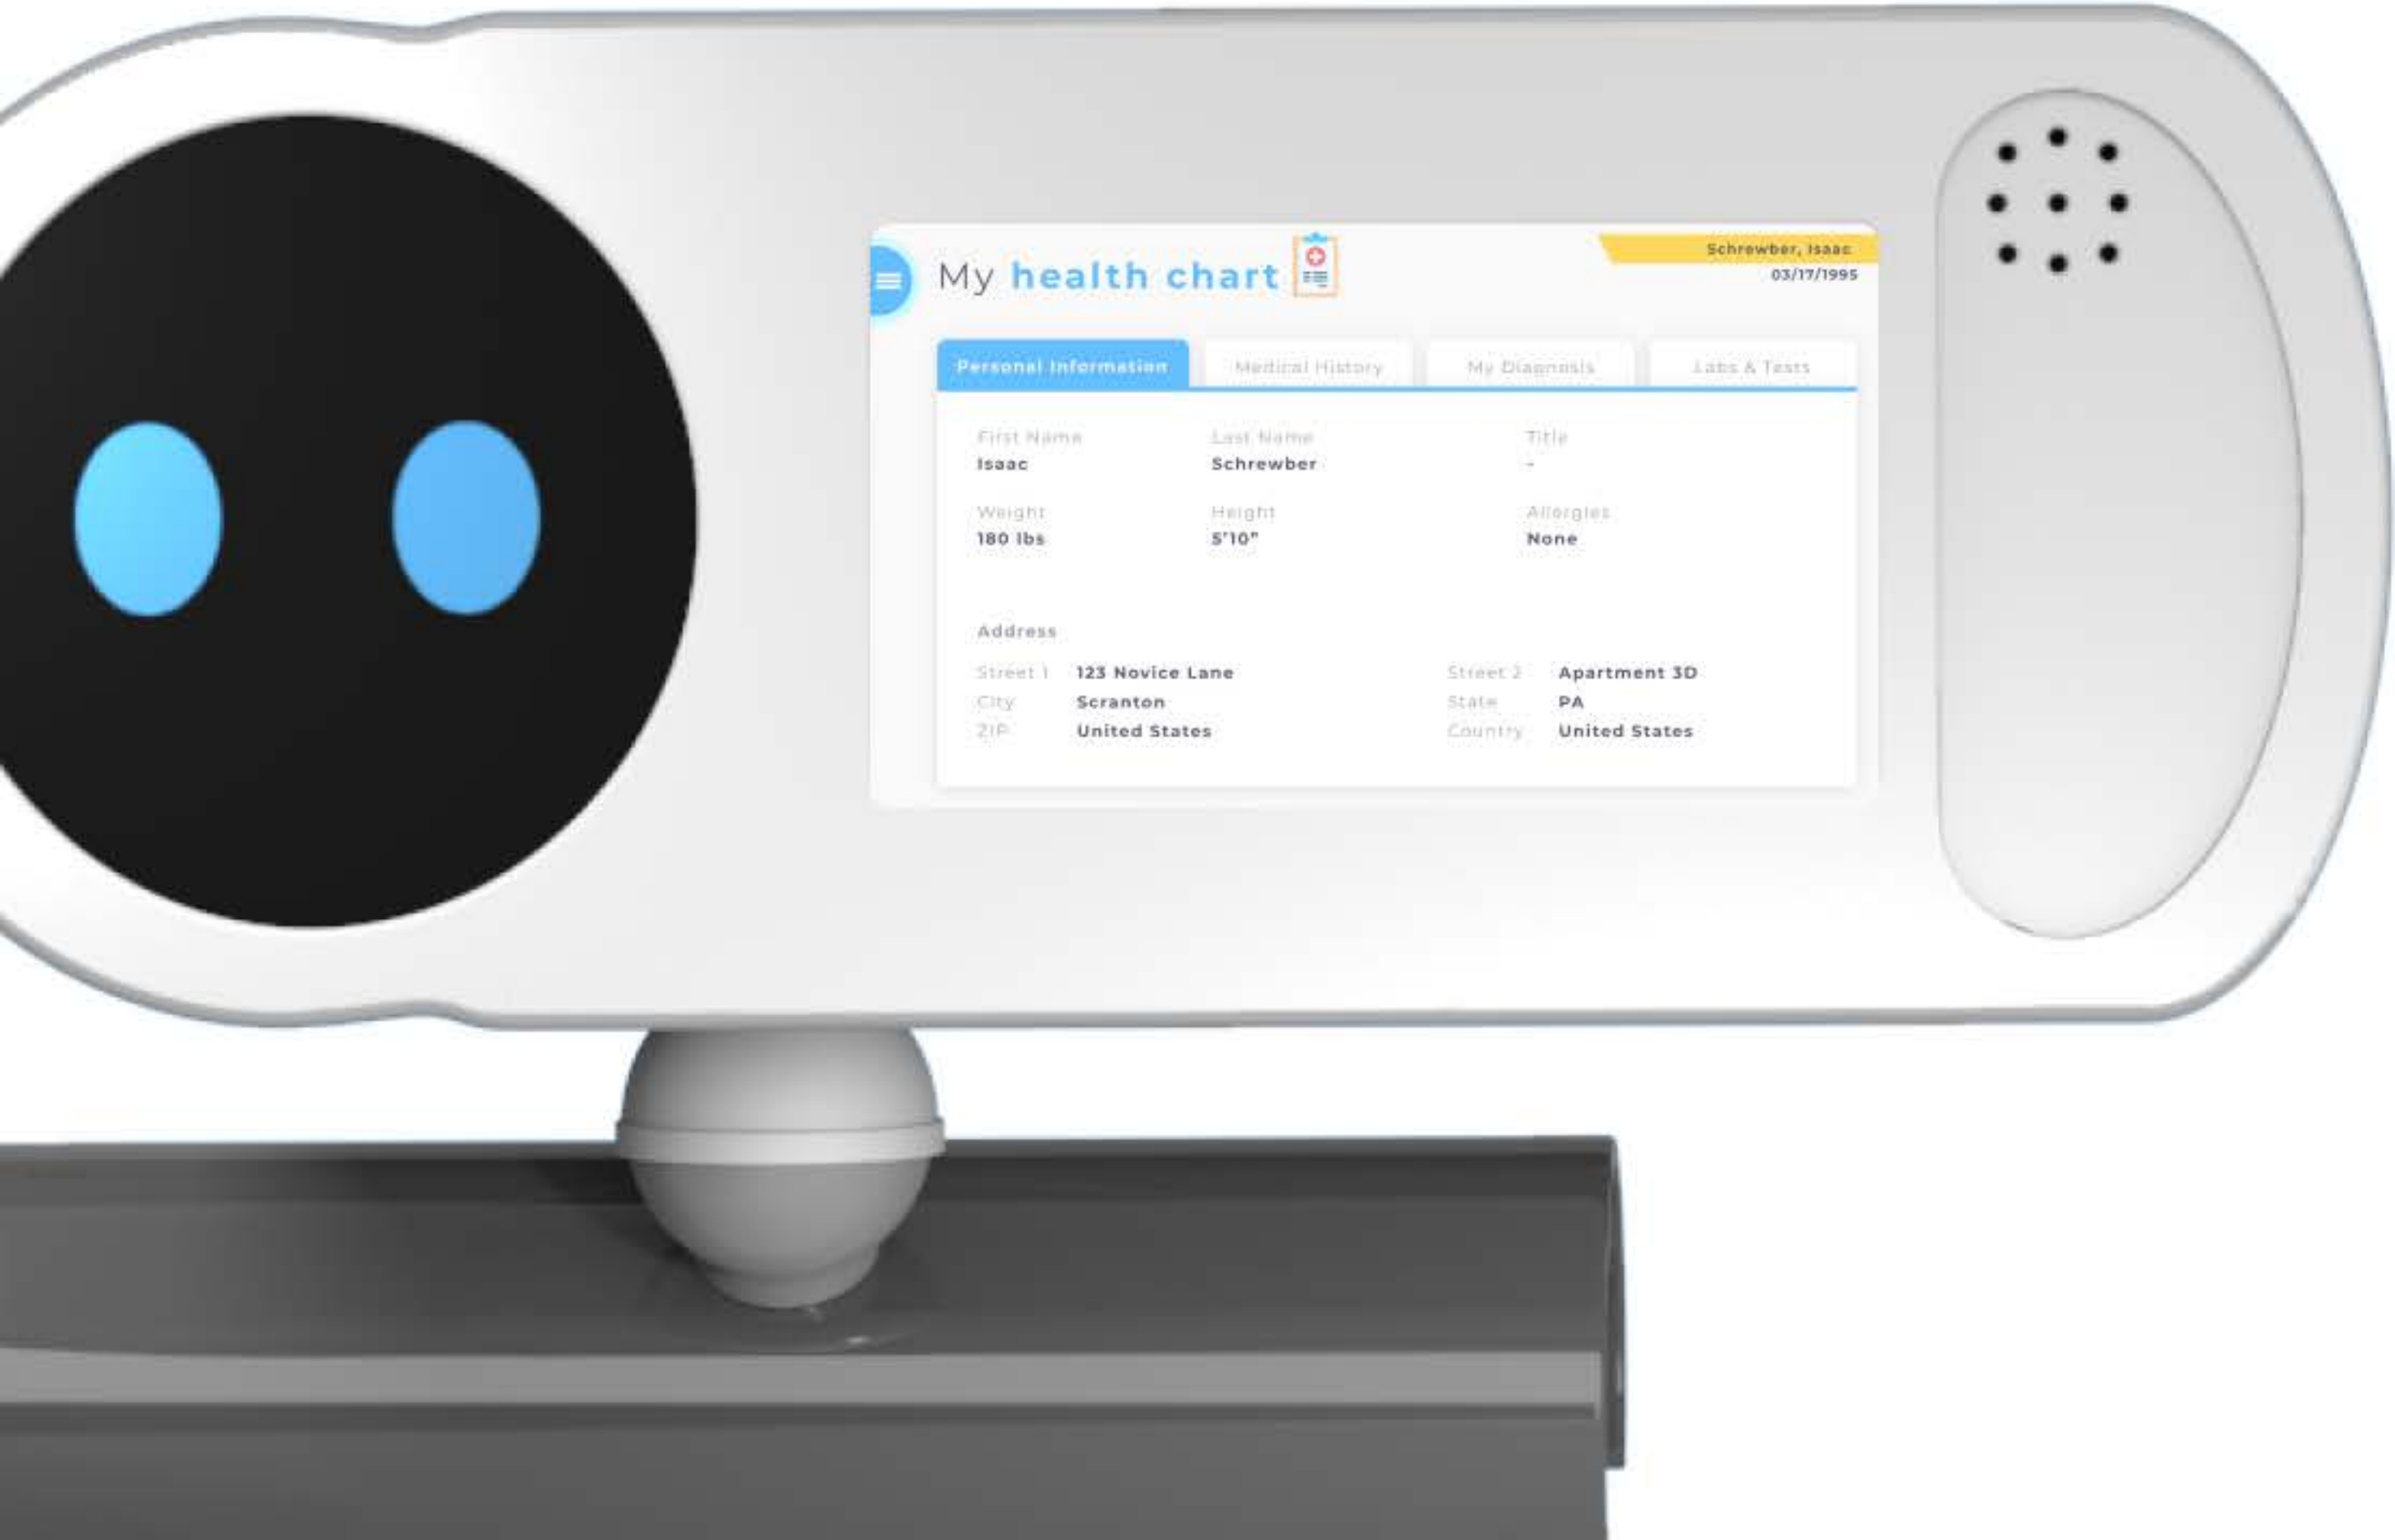 My health chart
Schrewber, Isaac
03/17/1995
Personal Information
Medical History
My Diagnosis
Labs & Tests
First Name
Last Name
Title
Isaac
Schrewber
-
Weight
Height
Allergies
180 lbs
5'10"
None
Address
Street 1 123 Novice Lane
Street 2 Apartment 3D
City Scranton
State PA
ZIP United States
Country United States